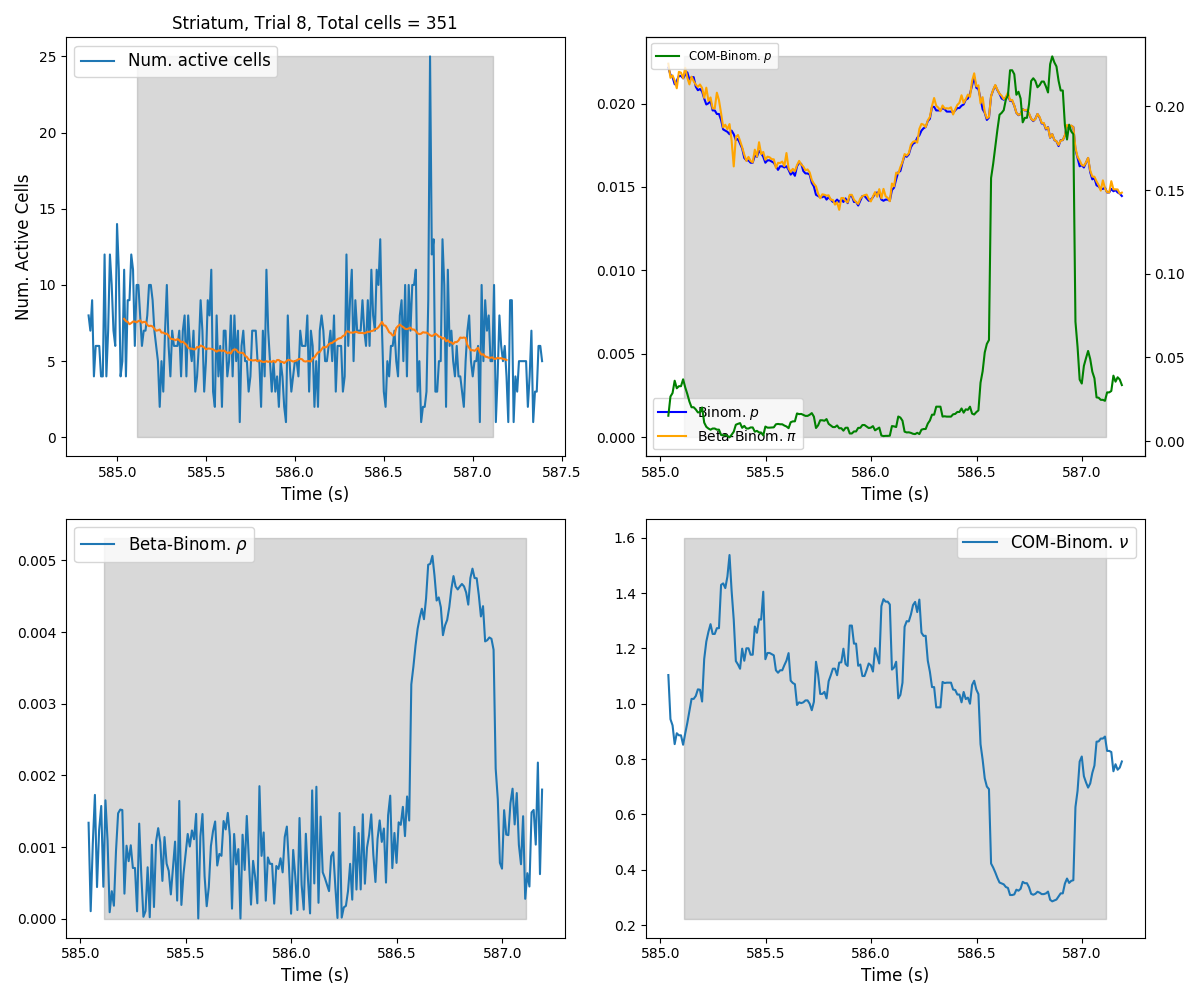 Striatum, Trial 8, Total cells = 351
Num. active cells
Num. Active Cells
25
20
15
10
5
0
585.0 585.5 586.0 586.5 587.0 587.5
Time (s)
COM-Binom. p
0.020
0.015
0.010
0.005
0.000
0.20
0.15
0.10
0.05
0.00
Binom. p
Beta-Binom. π
585.0 585.5 586.0 586.5 587.0
Time (s)
Beta-Binom. ρ
0.005
0.004
0.003
0.002
0.001
0.000
585.0 585.5 586.0 586.5 587.0
Time (s)
COM-Binom. ν
1.6
1.4
1.2
1.0
0.8
0.6
0.4
0.2
585.0 585.5 586.0 586.5 587.0
Time (s)